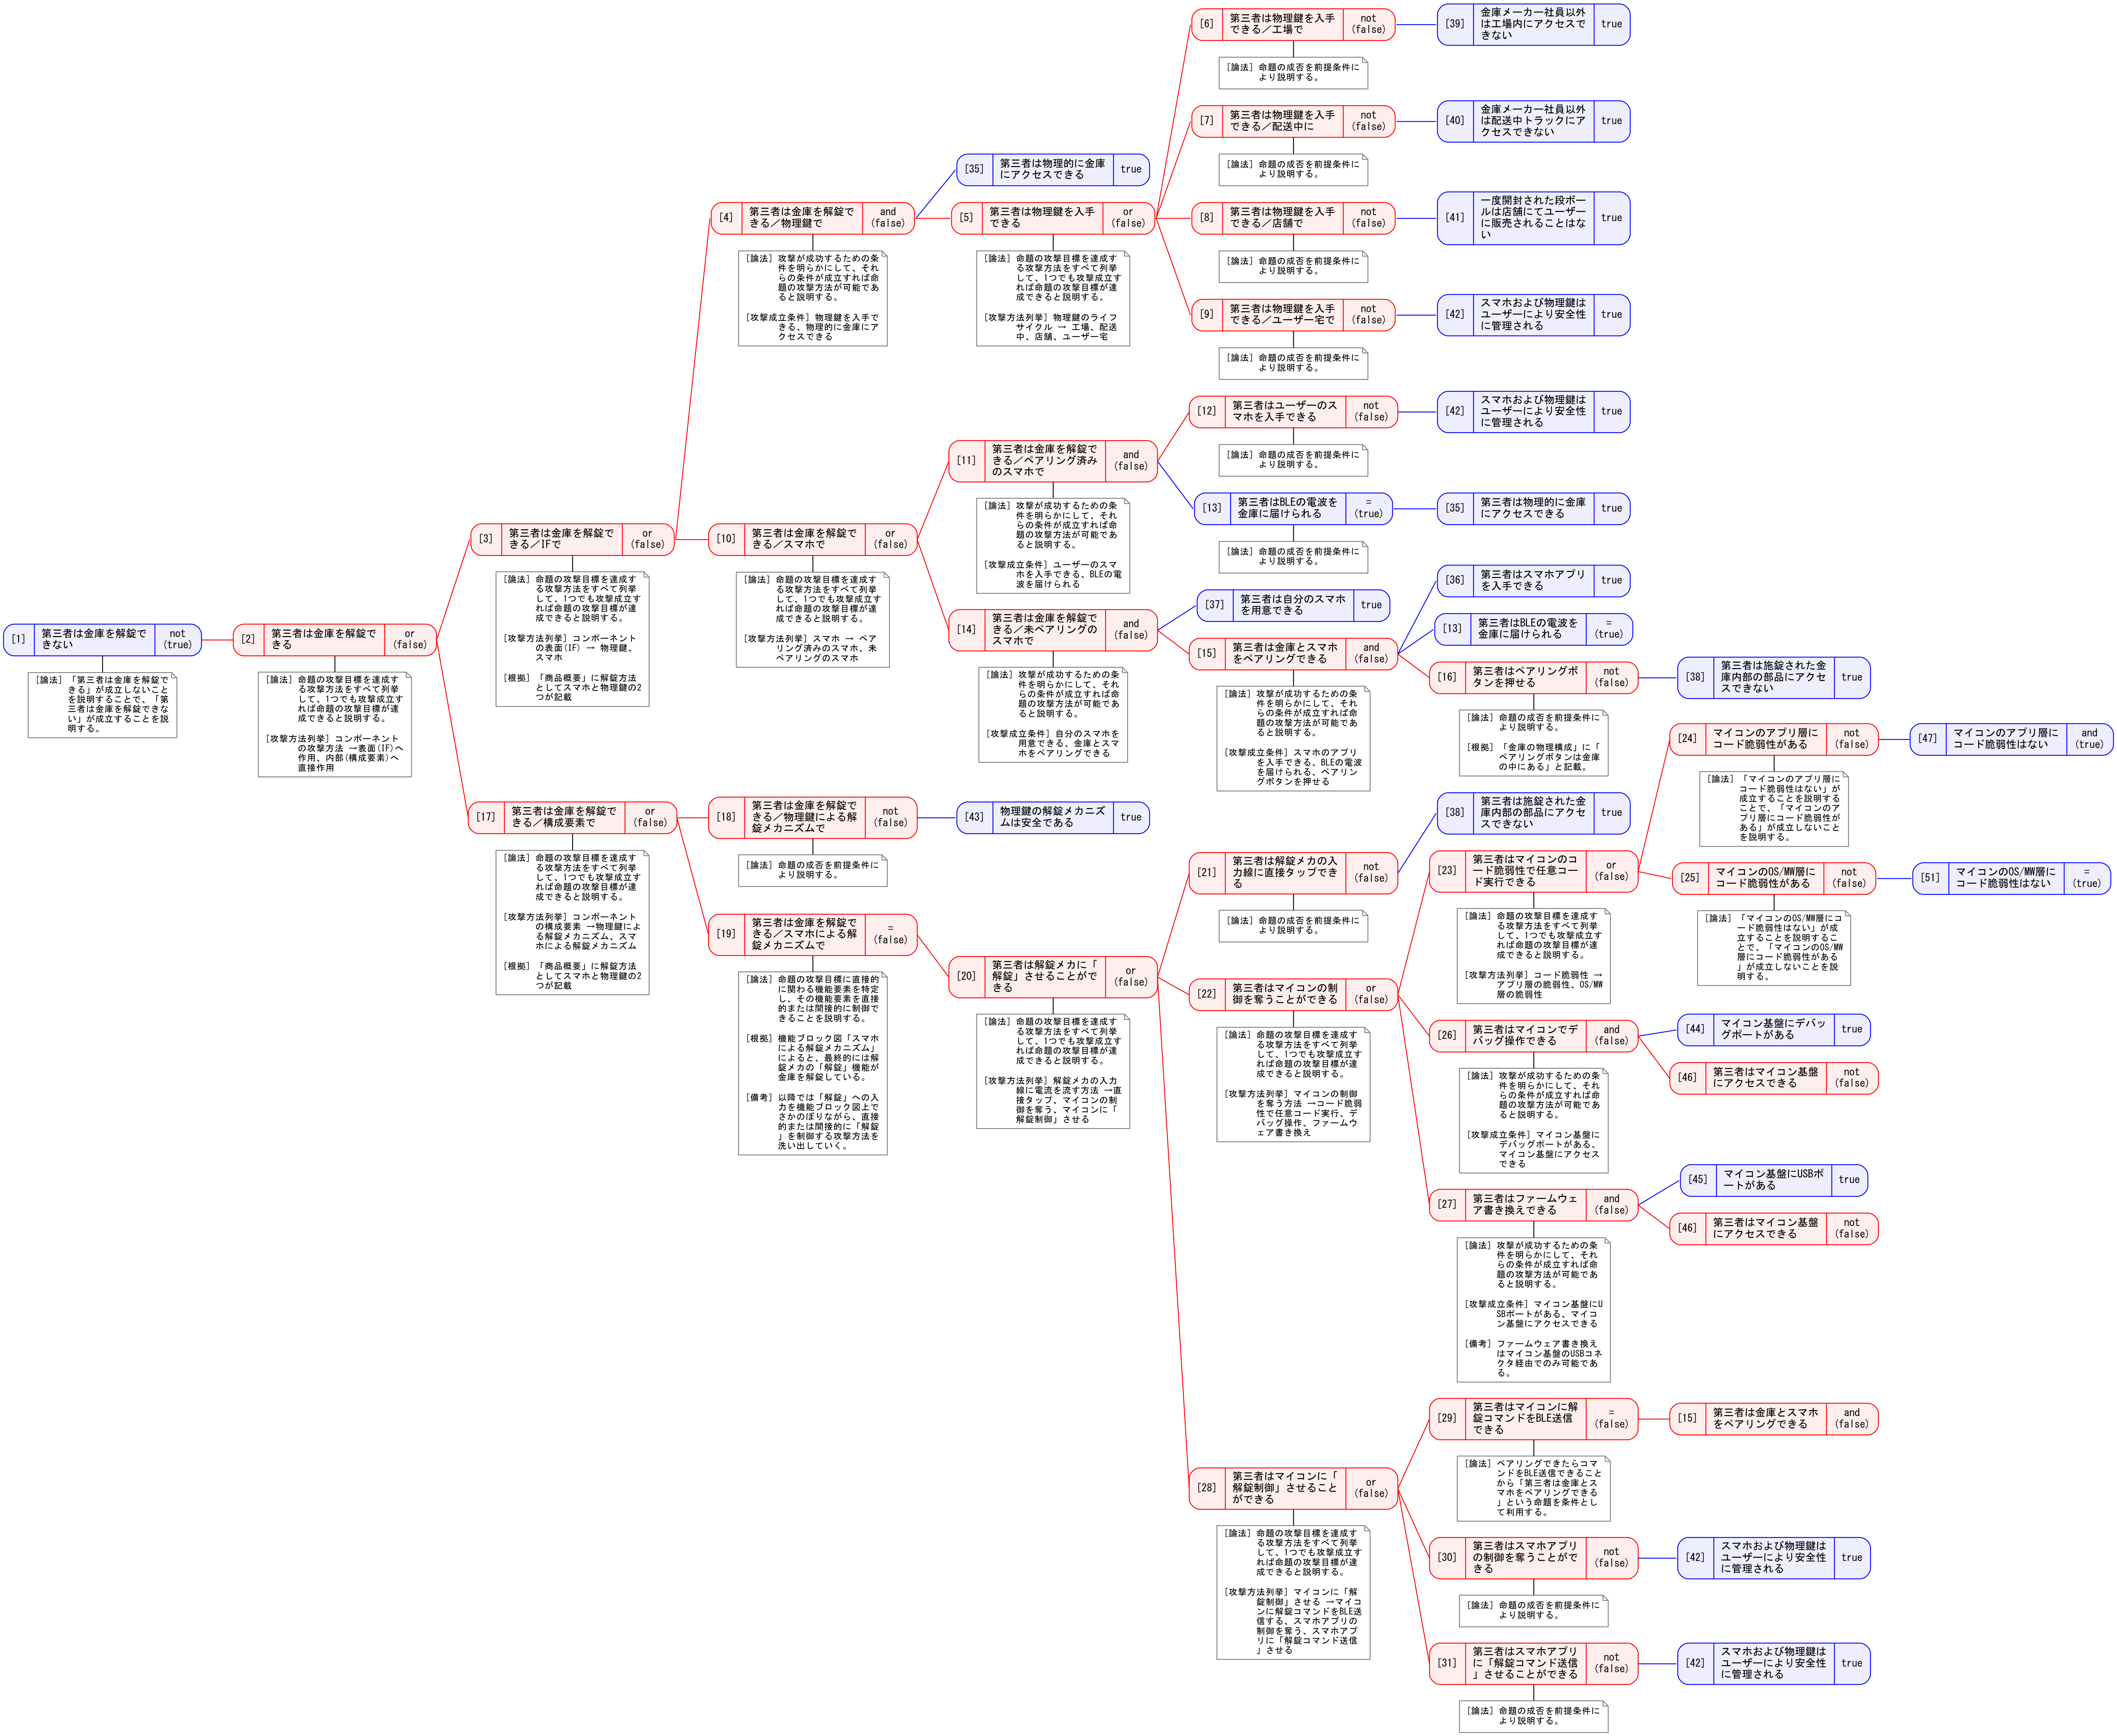 [1]
第三者は金庫を解錠で
きない
not
(true)
[論法] 「第三者は金庫を解錠で
きる」が成立しないこと
を説明することで、「第
三者は金庫を解錠できな
い」が成立することを説
明する。
[2]
第三者は金庫を解錠で
きる
or
(false)
[論法] 命題の攻撃目標を達成す
る攻撃方法をすべて列挙
して、1つでも攻撃成立す
れば命題の攻撃目標が達
成できると説明する。
[攻撃方法列挙] コンポーネント
の攻撃方法 →表面(IF)へ
作用、内部(構成要素)へ
直接作用
[3]
第三者は金庫を解錠で
きる／IFで
or
(false)
[論法] 命題の攻撃目標を達成す
る攻撃方法をすべて列挙
して、1つでも攻撃成立す
れば命題の攻撃目標が達
成できると説明する。
[攻撃方法列挙] コンポーネント
の表面(IF) → 物理鍵、
スマホ
[根拠] 「商品概要」に解錠方法
としてスマホと物理鍵の2
つが記載
[4]
第三者は金庫を解錠で
きる／物理鍵で
and
(false)
[論法] 攻撃が成功するための条
件を明らかにして、それ
らの条件が成立すれば命
題の攻撃方法が可能であ
ると説明する。
[攻撃成立条件] 物理鍵を入手で
きる、物理的に金庫にア
クセスできる
[35]
第三者は物理的に金庫
にアクセスできる
true
[5]
第三者は物理鍵を入手
できる
or
(false)
[論法] 命題の攻撃目標を達成す
る攻撃方法をすべて列挙
して、1つでも攻撃成立す
れば命題の攻撃目標が達
成できると説明する。
[攻撃方法列挙] 物理鍵のライフ
サイクル → 工場、配送
中、店舗、ユーザー宅
[6]
第三者は物理鍵を入手
できる／工場で
not
(false)
[論法] 命題の成否を前提条件に
より説明する。
[39]
金庫メーカー社員以外
は工場内にアクセスで
きない
true
[7]
第三者は物理鍵を入手
できる／配送中に
not
(false)
[論法] 命題の成否を前提条件に
より説明する。
[40]
金庫メーカー社員以外
は配送中トラックにア
クセスできない
true
[8]
第三者は物理鍵を入手
できる／店舗で
not
(false)
[論法] 命題の成否を前提条件に
より説明する。
[41]
一度開封された段ボー
ルは店舗にてユーザー
に販売されることはな
い
true
[9]
第三者は物理鍵を入手
できる／ユーザー宅で
not
(false)
[論法] 命題の成否を前提条件に
より説明する。
[42]
スマホおよび物理鍵は
ユーザーにより安全性
に管理される
true
[10]
第三者は金庫を解錠で
きる／スマホで
or
(false)
[論法] 命題の攻撃目標を達成す
る攻撃方法をすべて列挙
して、1つでも攻撃成立す
れば命題の攻撃目標が達
成できると説明する。
[攻撃方法列挙] スマホ → ペア
リング済みのスマホ、未
ペアリングのスマホ
[11]
第三者は金庫を解錠で
きる／ペアリング済み
のスマホで
and
(false)
[論法] 攻撃が成功するための条
件を明らかにして、それ
らの条件が成立すれば命
題の攻撃方法が可能であ
ると説明する。
[攻撃成立条件] ユーザーのスマ
ホを入手できる、BLEの電
波を届けられる
[12]
第三者はユーザーのス
マホを入手できる
not
(false)
[論法] 命題の成否を前提条件に
より説明する。
[42]
スマホおよび物理鍵は
ユーザーにより安全性
に管理される
true
[13]
第三者はBLEの電波を
金庫に届けられる
=
(true)
[論法] 命題の成否を前提条件に
より説明する。
[35]
第三者は物理的に金庫
にアクセスできる
true
[14]
第三者は金庫を解錠で
きる／未ペアリングの
スマホで
and
(false)
[論法] 攻撃が成功するための条
件を明らかにして、それ
らの条件が成立すれば命
題の攻撃方法が可能であ
ると説明する。
[攻撃成立条件] 自分のスマホを
用意できる、金庫とスマ
ホをペアリングできる
[37]
第三者は自分のスマホ
を用意できる
true
[15]
第三者は金庫とスマホ
をペアリングできる
and
(false)
[論法] 攻撃が成功するための条
件を明らかにして、それ
らの条件が成立すれば命
題の攻撃方法が可能であ
ると説明する。
[攻撃成立条件] スマホのアプリ
を入手できる、BLEの電波
を届けられる、ペアリン
グボタンを押せる
[36]
第三者はスマホアプリ
を入手できる
true
[13]
第三者はBLEの電波を
金庫に届けられる
=
(true)
[16]
第三者はペアリングボ
タンを押せる
not
(false)
[論法] 命題の成否を前提条件に
より説明する。
[根拠] 「金庫の物理構成」に「
ペアリングボタンは金庫
の中にある」と記載。
[38]
第三者は施錠された金
庫内部の部品にアクセ
スできない
true
[17]
第三者は金庫を解錠で
きる／構成要素で
or
(false)
[論法] 命題の攻撃目標を達成す
る攻撃方法をすべて列挙
して、1つでも攻撃成立す
れば命題の攻撃目標が達
成できると説明する。
[攻撃方法列挙] コンポーネント
の構成要素 →物理鍵によ
る解錠メカニズム、スマ
ホによる解錠メカニズム
[根拠] 「商品概要」に解錠方法
としてスマホと物理鍵の2
つが記載
[18]
第三者は金庫を解錠で
きる／物理鍵による解
錠メカニズムで
not
(false)
[論法] 命題の成否を前提条件に
より説明する。
[43]
物理鍵の解錠メカニズ
ムは安全である
true
[19]
第三者は金庫を解錠で
きる／スマホによる解
錠メカニズムで
=
(false)
[論法] 命題の攻撃目標に直接的
に関わる機能要素を特定
し、その機能要素を直接
的または間接的に制御で
きることを説明する。
[根拠] 機能ブロック図「スマホ
による解錠メカニズム」
によると、最終的には解
錠メカの「解錠」機能が
金庫を解錠している。
[備考] 以降では「解錠」への入
力を機能ブロック図上で
さかのぼりながら、直接
的または間接的に「解錠
」を制御する攻撃方法を
洗い出していく。
[20]
第三者は解錠メカに「
解錠」させることがで
きる
or
(false)
[論法] 命題の攻撃目標を達成す
る攻撃方法をすべて列挙
して、1つでも攻撃成立す
れば命題の攻撃目標が達
成できると説明する。
[攻撃方法列挙] 解錠メカの入力
線に電流を流す方法 →直
接タップ、マイコンの制
御を奪う、マイコンに「
解錠制御」させる
[21]
第三者は解錠メカの入
力線に直接タップでき
る
not
(false)
[論法] 命題の成否を前提条件に
より説明する。
[38]
第三者は施錠された金
庫内部の部品にアクセ
スできない
true
[22]
第三者はマイコンの制
御を奪うことができる
or
(false)
[論法] 命題の攻撃目標を達成す
る攻撃方法をすべて列挙
して、1つでも攻撃成立す
れば命題の攻撃目標が達
成できると説明する。
[攻撃方法列挙] マイコンの制御
を奪う方法 →コード脆弱
性で任意コード実行、デ
バッグ操作、ファームウ
ェア書き換え
[23]
第三者はマイコンのコ
ード脆弱性で任意コー
ド実行できる
or
(false)
[論法] 命題の攻撃目標を達成す
る攻撃方法をすべて列挙
して、1つでも攻撃成立す
れば命題の攻撃目標が達
成できると説明する。
[攻撃方法列挙] コード脆弱性 →
アプリ層の脆弱性、OS/MW
層の脆弱性
[24]
マイコンのアプリ層に
コード脆弱性がある
not
(false)
[論法] 「マイコンのアプリ層に
コード脆弱性はない」が
成立することを説明する
ことで、「マイコンのア
プリ層にコード脆弱性が
ある」が成立しないこと
を説明する。
[47]
マイコンのアプリ層に
コード脆弱性はない
and
(true)
[25]
マイコンのOS/MW層に
コード脆弱性がある
not
(false)
[論法] 「マイコンのOS/MW層にコ
ード脆弱性はない」が成
立することを説明するこ
とで、「マイコンのOS/MW
層にコード脆弱性がある
」が成立しないことを説
明する。
[51]
マイコンのOS/MW層に
コード脆弱性はない
=
(true)
[26]
第三者はマイコンでデ
バッグ操作できる
and
(false)
[論法] 攻撃が成功するための条
件を明らかにして、それ
らの条件が成立すれば命
題の攻撃方法が可能であ
ると説明する。
[攻撃成立条件] マイコン基盤に
デバッグポートがある、
マイコン基盤にアクセス
できる
[44]
マイコン基盤にデバッ
グポートがある
true
[46]
第三者はマイコン基盤
にアクセスできる
not
(false)
[27]
第三者はファームウェ
ア書き換えできる
and
(false)
[論法] 攻撃が成功するための条
件を明らかにして、それ
らの条件が成立すれば命
題の攻撃方法が可能であ
ると説明する。
[攻撃成立条件] マイコン基盤にU
SBポートがある、マイコ
ン基盤にアクセスできる
[備考] ファームウェア書き換え
はマイコン基盤のUSBコネ
クタ経由でのみ可能であ
る。
[45]
マイコン基盤にUSBポ
ートがある
true
[46]
第三者はマイコン基盤
にアクセスできる
not
(false)
[28]
第三者はマイコンに「
解錠制御」させること
ができる
or
(false)
[論法] 命題の攻撃目標を達成す
る攻撃方法をすべて列挙
して、1つでも攻撃成立す
れば命題の攻撃目標が達
成できると説明する。
[攻撃方法列挙] マイコンに「解
錠制御」させる →マイコ
ンに解錠コマンドをBLE送
信する、スマホアプリの
制御を奪う、スマホアプ
リに「解錠コマンド送信
」させる
[29]
第三者はマイコンに解
錠コマンドをBLE送信
できる
=
(false)
[論法] ペアリングできたらコマ
ンドをBLE送信できること
から「第三者は金庫とス
マホをペアリングできる
」という命題を条件とし
て利用する。
[15]
第三者は金庫とスマホ
をペアリングできる
and
(false)
[30]
第三者はスマホアプリ
の制御を奪うことがで
きる
not
(false)
[論法] 命題の成否を前提条件に
より説明する。
[42]
スマホおよび物理鍵は
ユーザーにより安全性
に管理される
true
[31]
第三者はスマホアプリ
に「解錠コマンド送信
」させることができる
not
(false)
[論法] 命題の成否を前提条件に
より説明する。
[42]
スマホおよび物理鍵は
ユーザーにより安全性
に管理される
true